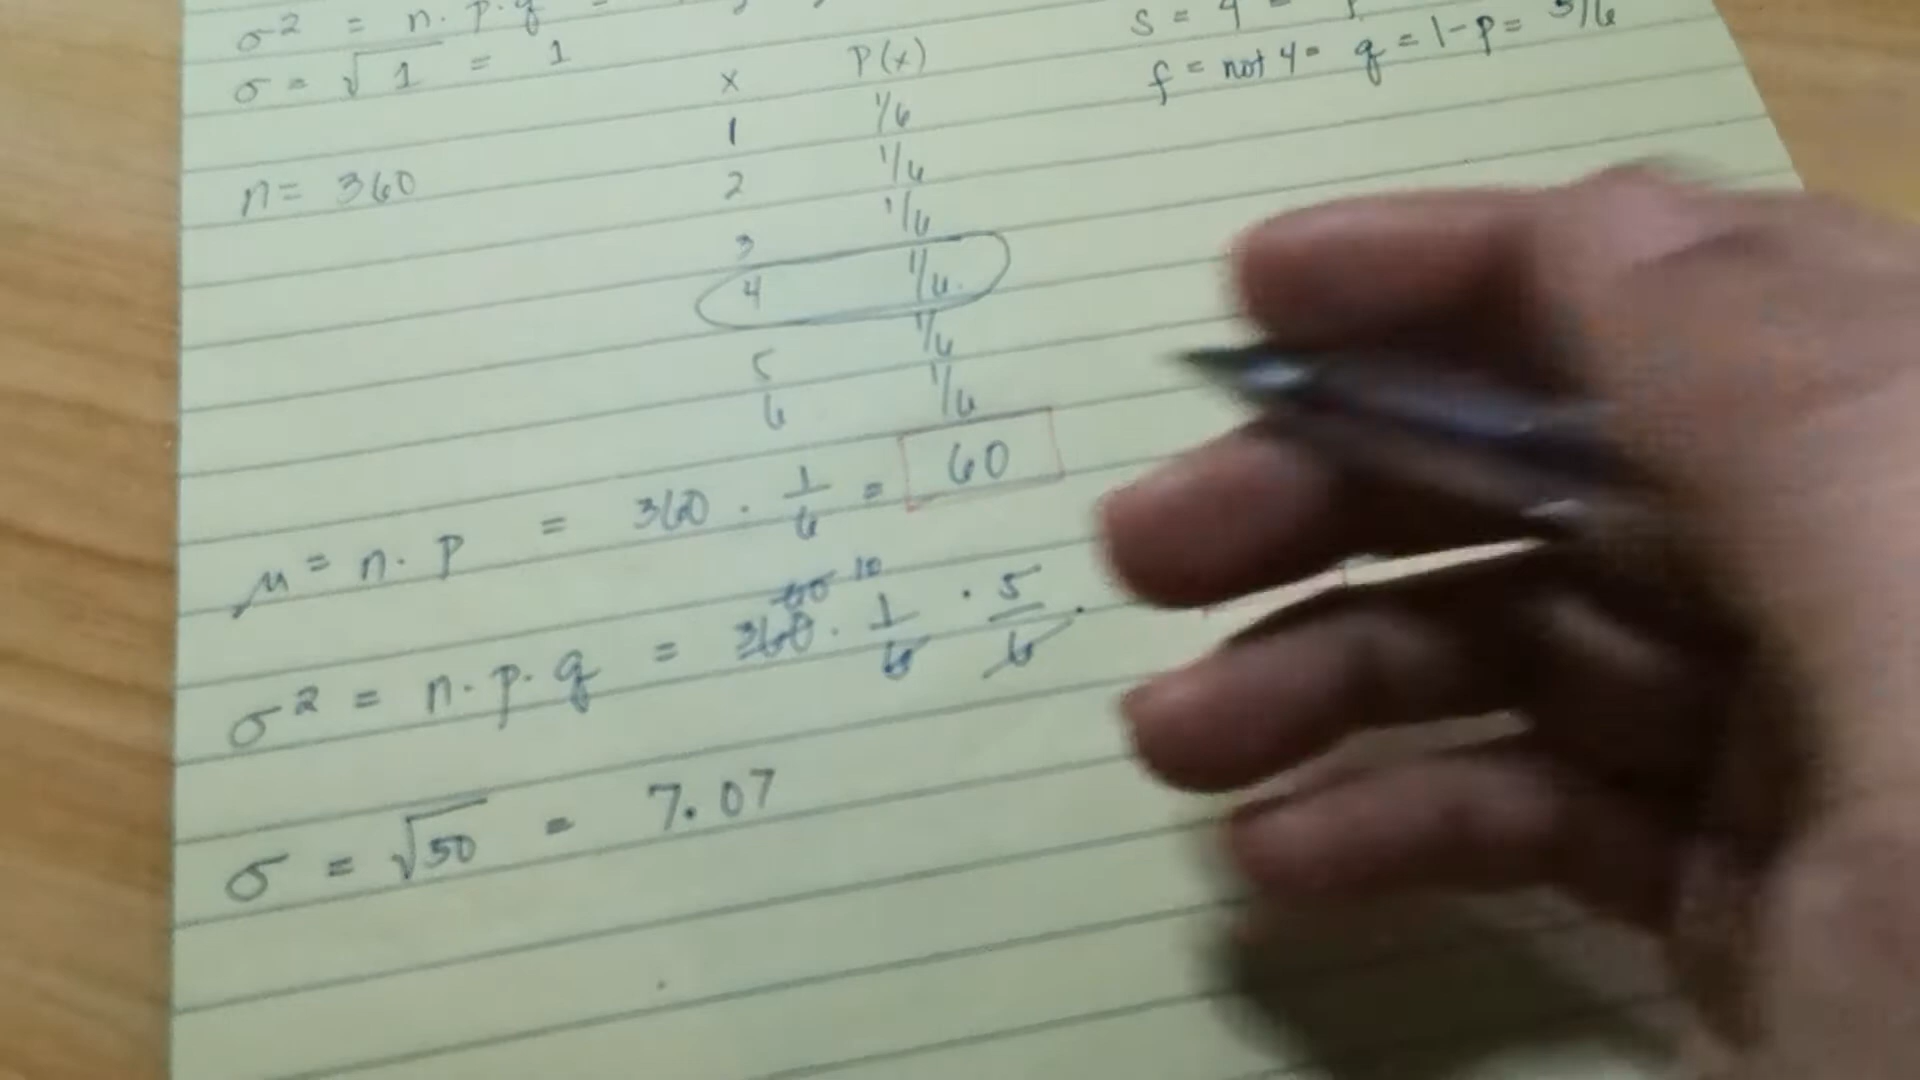 σ² = n · p · q =
σ = √1 = 1
s = 4 =
f = not 4 = q = 1-p = 5/6
x P(x)
1 1/6
n = 360
2 1/6
3 1/6
4 1/6
5 1/6
6 1/6
μ = n · p = 360 · 1/6 = 60
60 10
σ² = n · p · q = 360 · 1/6 · 5/6
σ = √50 = 7.07